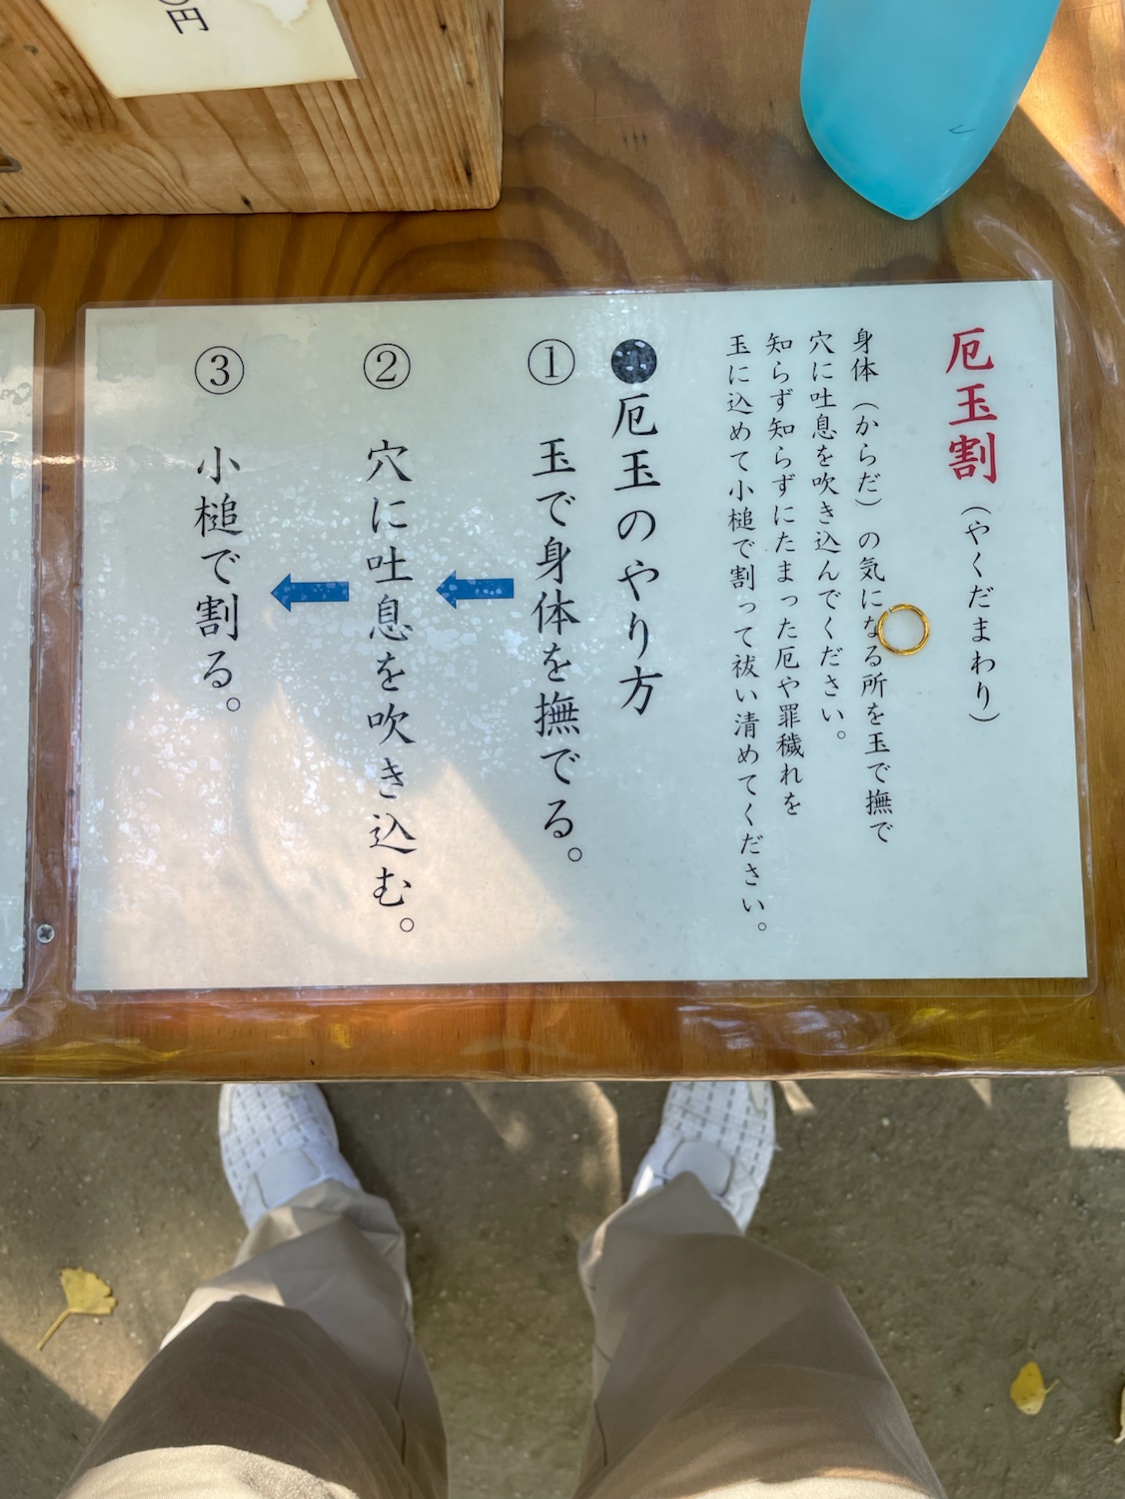 円
厄玉割（やくだまわり）
身体（からだ）の気になる所を玉で撫で
穴に吐息を吹き込んでください。
知らず知らずにたまった厄や罪穢れを
玉に込めて小槌で割って祓い清めてください。
●厄玉のやり方
① 玉で身体を撫でる。
② 穴に吐息を吹き込む。
③ 小槌で割る。